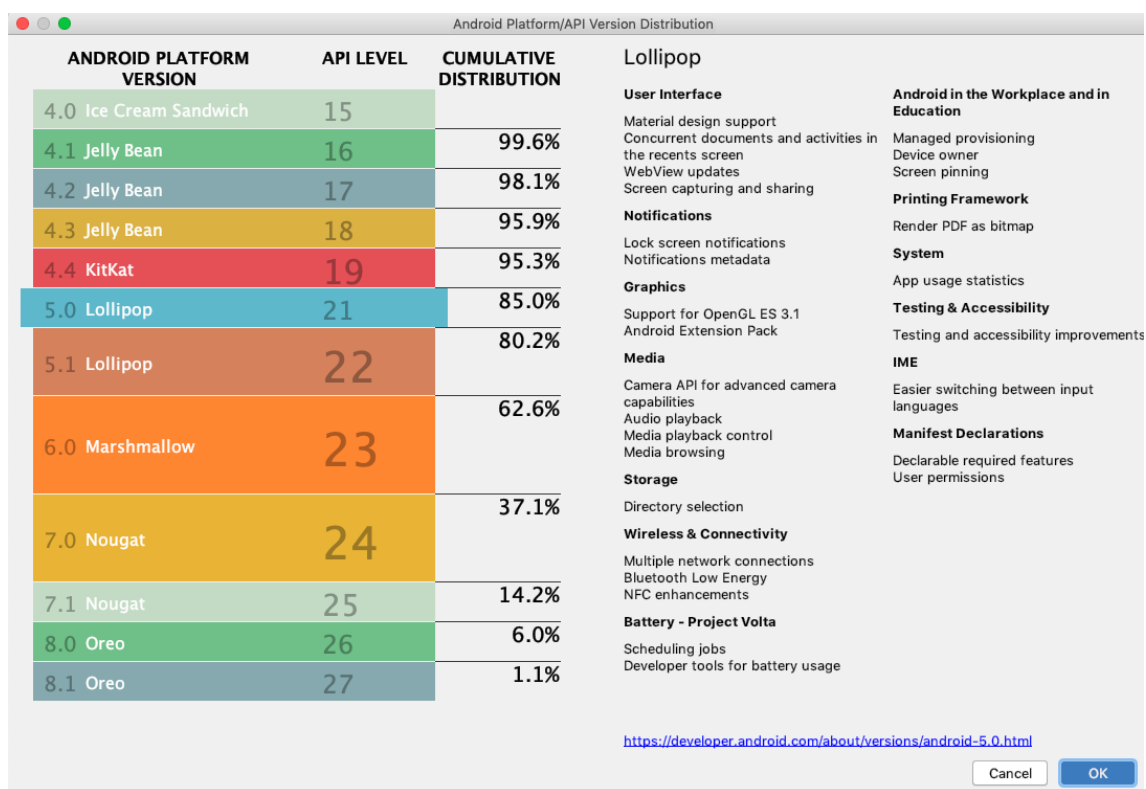 Android Platform/API Version Distribution
ANDROID PLATFORM
VERSION
API LEVEL
CUMULATIVE
DISTRIBUTION
4.0 Ice Cream Sandwich 15
99.6%
4.1 Jelly Bean 16
98.1%
4.2 Jelly Bean 17
95.9%
4.3 Jelly Bean 18
95.3%
4.4 KitKat 19
85.0%
5.0 Lollipop 21
80.2%
5.1 Lollipop 22
62.6%
6.0 Marshmallow 23
37.1%
7.0 Nougat 24
14.2%
7.1 Nougat 25
6.0%
8.0 Oreo 26
1.1%
8.1 Oreo 27
Lollipop
User Interface
Material design support
Concurrent documents and activities in
the recents screen
WebView updates
Screen capturing and sharing
Notifications
Lock screen notifications
Notifications metadata
Graphics
Support for OpenGL ES 3.1
Android Extension Pack
Media
Camera API for advanced camera
capabilities
Audio playback
Media playback control
Media browsing
Storage
Directory selection
Wireless & Connectivity
Multiple network connections
Bluetooth Low Energy
NFC enhancements
Battery - Project Volta
Scheduling jobs
Developer tools for battery usage
Android in the Workplace and in
Education
Managed provisioning
Device owner
Screen pinning
Printing Framework
Render PDF as bitmap
System
App usage statistics
Testing & Accessibility
Testing and accessibility improvements
IME
Easier switching between input
languages
Manifest Declarations
Declarable required features
User permissions
https://developer.android.com/about/versions/android-5.0.html
Cancel
OK